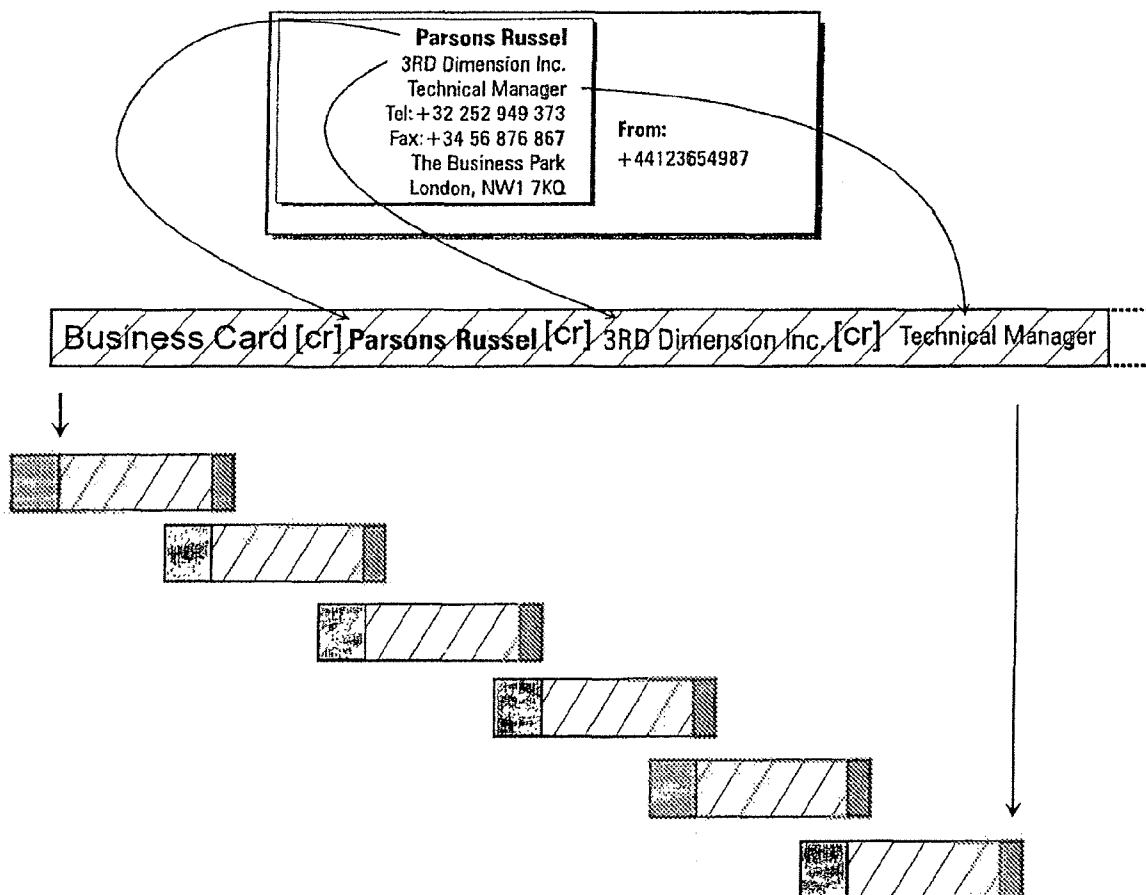 Parsons Russel
3RD Dimension Inc.
Technical Manager
Tel:+32 252 949 373
Fax:+34 56 876 867
The Business Park
London, NW1 7KQ
From:
+44123654987
Business Card [cr] Parsons Russel [cr] 3RD Dimension Inc. [cr] Technical Manager